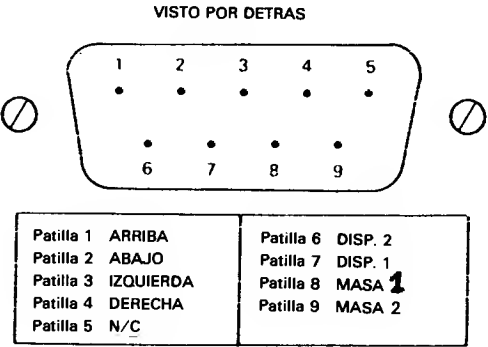 VISTO POR DETRAS
1 2 3 4 5
6 7 8 9
Patilla 1 ARRIBA
Patilla 2 ABAJO
Patilla 3 IZQUIERDA
Patilla 4 DERECHA
Patilla 5 N/C
Patilla 6 DISP. 2
Patilla 7 DISP. 1
Patilla 8 MASA 1
Patilla 9 MASA 2